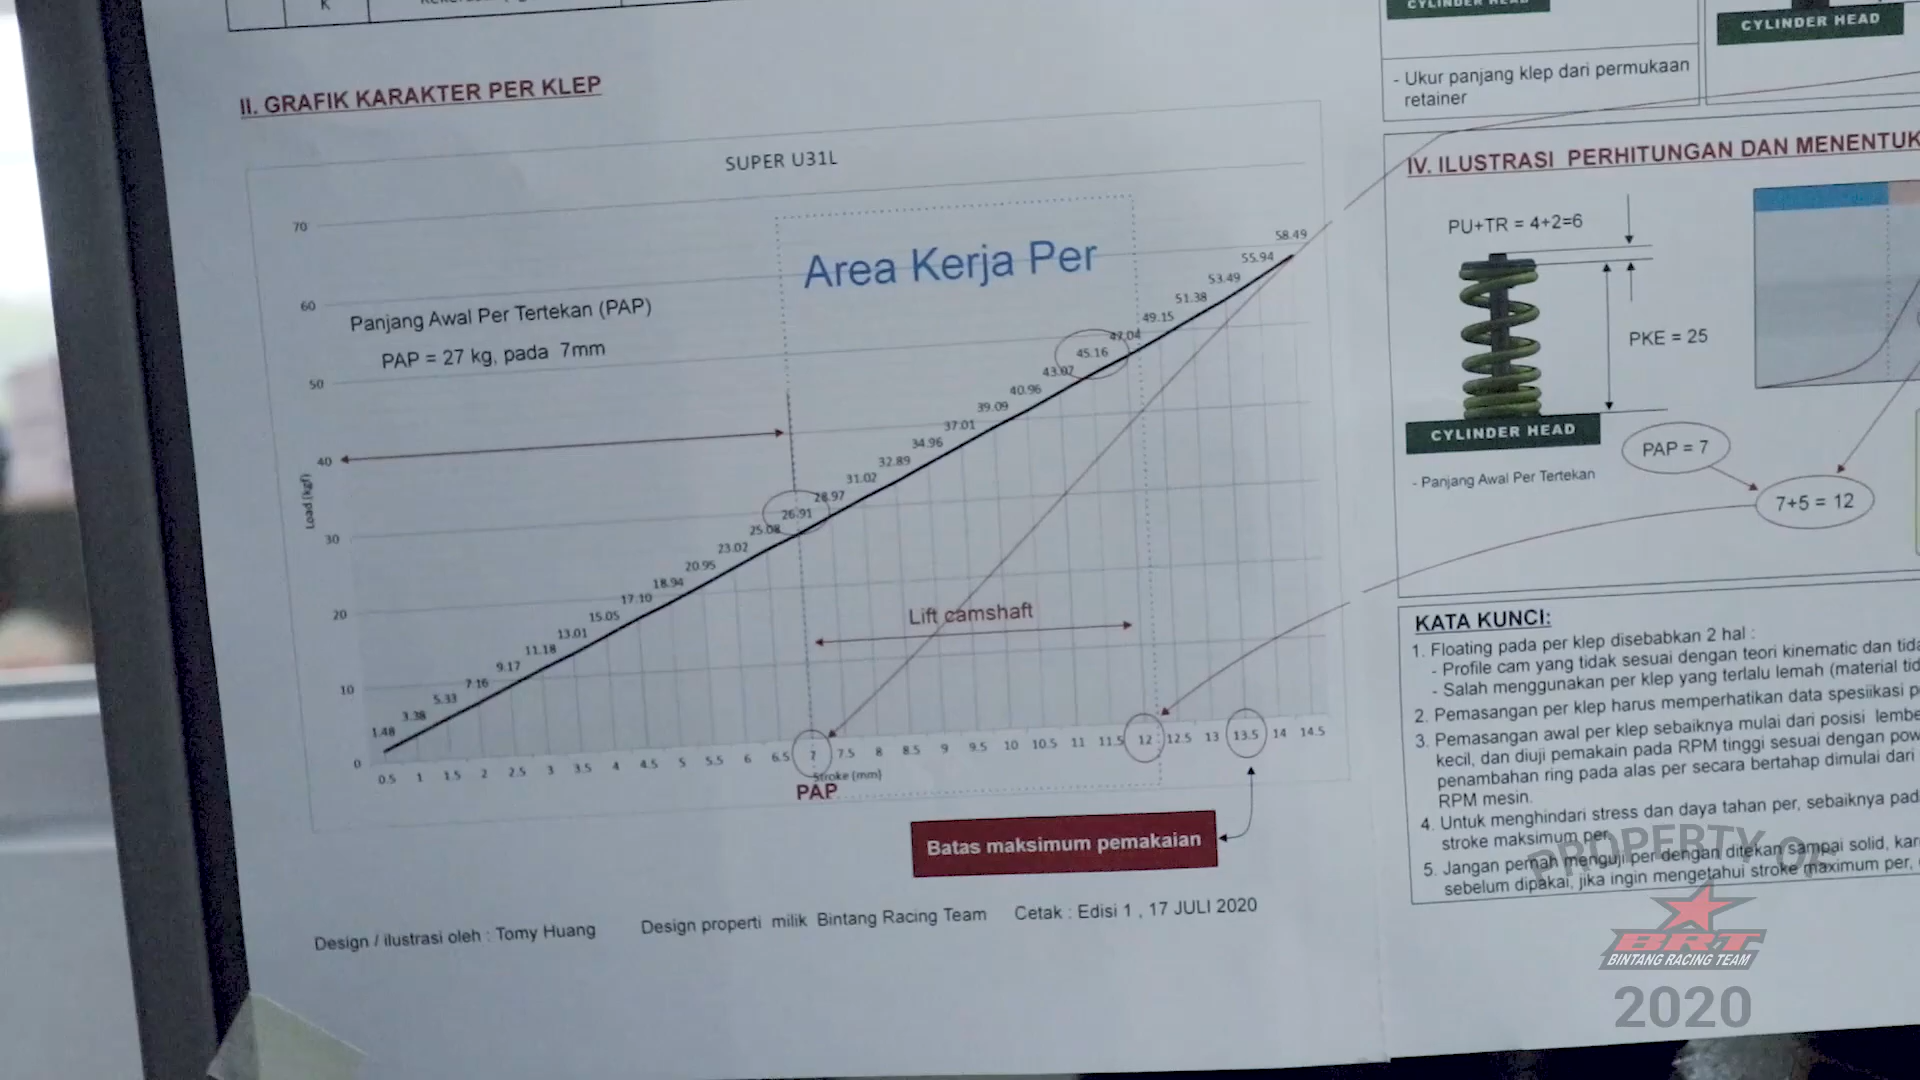 K
CYLINDER HEAD
CYLINDER HEAD
- Ukur panjang klep dari permukaan
retainer
II. GRAFIK KARAKTER PER KLEP
SUPER U31L
Area Kerja Per
Panjang Awal Per Tertekan (PAP)
PAP = 27 kg, pada 7mm
70
60
50
40
30
20
10
0
Load (kgf)
1.48
3.38
5.33
7.16
9.17
11.18
13.01
15.05
17.10
18.94
20.95
23.02
25.08
26.91
28.97
31.02
32.89
34.96
37.01
39.09
40.96
43.07
45.16
47.04
49.15
51.38
53.49
55.94
58.49
Lift camshaft
0.5 1 1.5 2 2.5 3 3.5 4 4.5 5 5.5 6 6.5 7 7.5 8 8.5 9 9.5 10 10.5 11 11.5 12 12.5 13 13.5 14 14.5
Stroke (mm)
PAP
Batas maksimum pemakaian
Design / ilustrasi oleh : Tomy Huang Design properti milik Bintang Racing Team Cetak : Edisi 1 , 17 JULI 2020
IV. ILUSTRASI PERHITUNGAN DAN MENENTUK
PU+TR = 4+2=6
PKE = 25
CYLINDER HEAD
PAP = 7
- Panjang Awal Per Tertekan
7+5 = 12
KATA KUNCI:
1. Floating pada per klep disebabkan 2 hal :
- Profile cam yang tidak sesuai dengan teori kinematic dan tida
- Salah menggunakan per klep yang terlalu lemah (material tid
2. Pemasangan per klep harus memperhatikan data spesiikasi p
3. Pemasangan awal per klep sebaiknya mulai dari posisi lembe
kecil, dan diuji pemakain pada RPM tinggi sesuai dengan pow
penambahan ring pada alas per secara bertahap dimulai dari
RPM mesin.
4. Untuk menghindari stress dan daya tahan per, sebaiknya pad
stroke maksimum per.
5. Jangan pernah menguji per dengan ditekan sampai solid, kar
sebelum dipakai, jika ingin mengetahui stroke maximum per,
PROPERTY OF
BRT
BINTANG RACING TEAM
2020